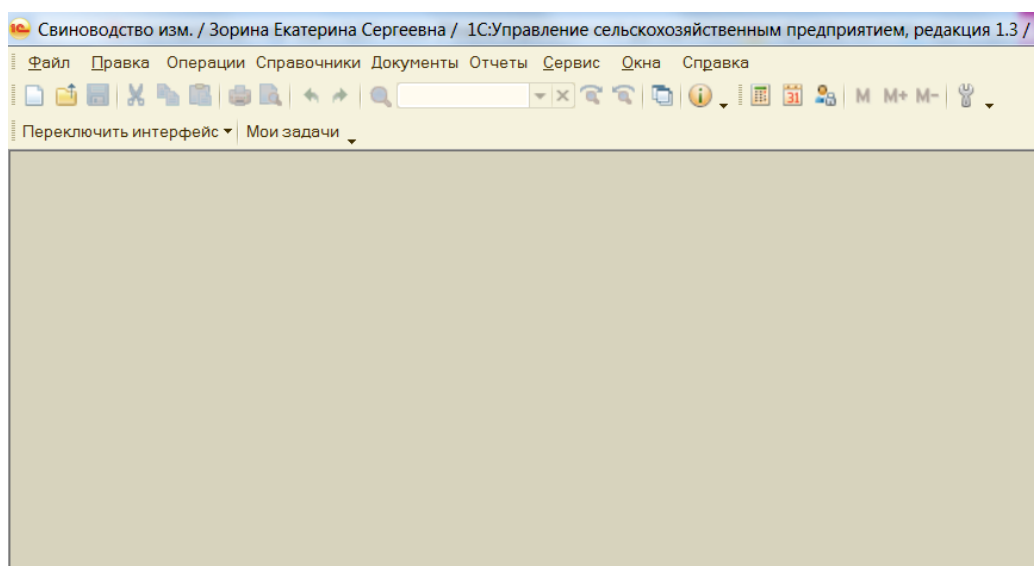 Свиноводство изм. / Зорина Екатерина Сергеевна / 1С:Управление сельскохозяйственным предприятием, редакция 1.3 /
Файл Правка Операции Справочники Документы Отчеты Сервис Окна Справка
31 M M+ M-
Переключить интерфейс Мои задачи